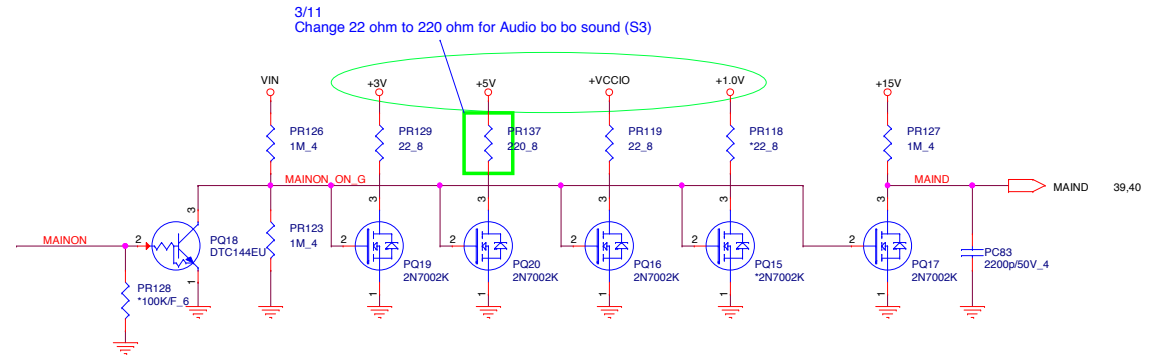 3/11
Change 22 ohm to 220 ohm for Audio bo bo sound (S3)
VIN
+3V
+5V
+VCCIO
+1.0V
+15V
PR126
1M_4
PR129
22_8
PR137
220_8
PR119
22_8
PR118
*22_8
PR127
1M_4
MAINON_ON_G
MAIND
MAIND 39,40
3
3
3
3
3
3
MAINON
2
PQ18
DTC144EU
PR123
1M_4
2
2
2
2
2
PQ19
2N7002K
PQ20
2N7002K
PQ16
2N7002K
PQ15
*2N7002K
PQ17
2N7002K
PC83
2200p/50V_4
PR128
*100K/F_6
1
1
1
1
1
1